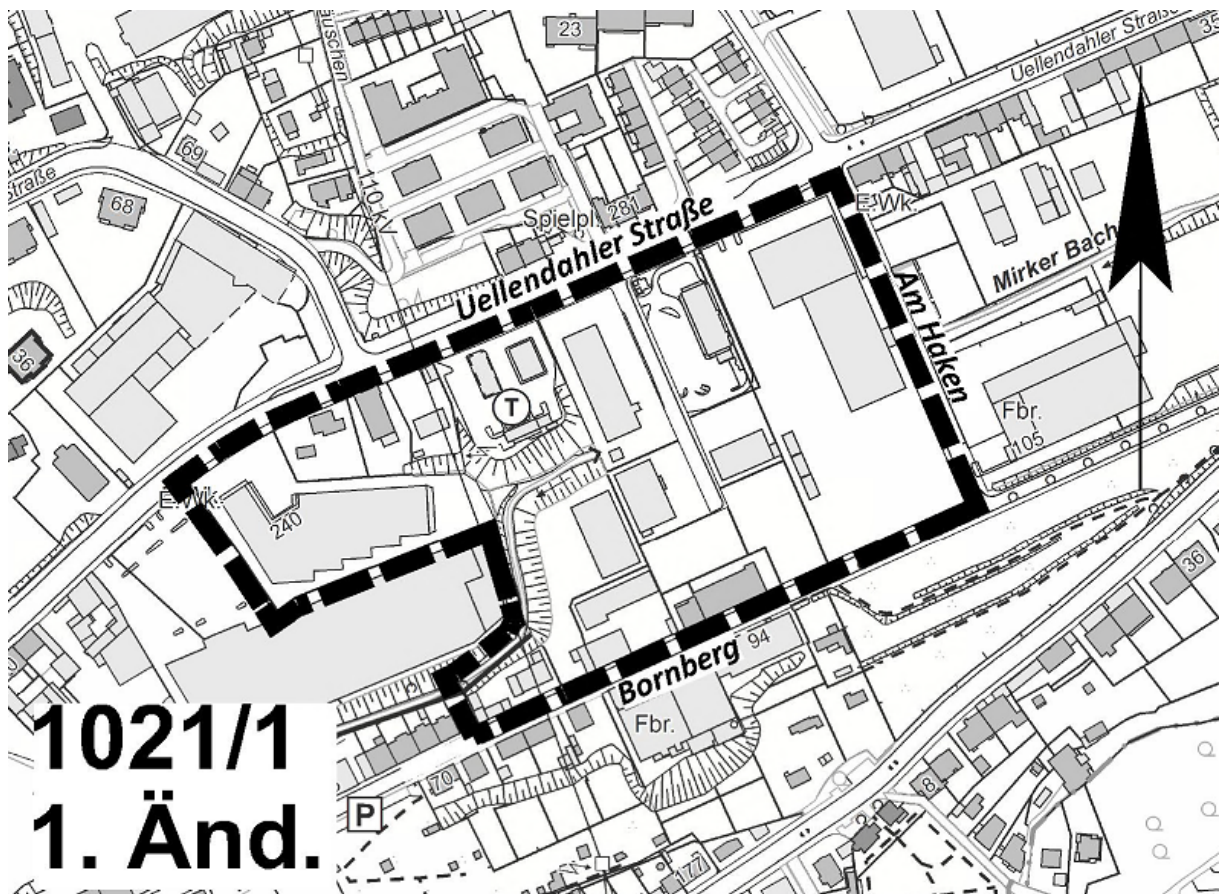 23
35
Uellendahler Straße
69
Straße
68
110-KV
E.Wk.
Spielpl.
281
Uellendahler Straße
Mirker Bach
Am Haken
36
T
Fbr.
105
E.Wk.
240
36
94
Bornberg
Fbr.
1021/1
70
8
P
1. Änd.
177